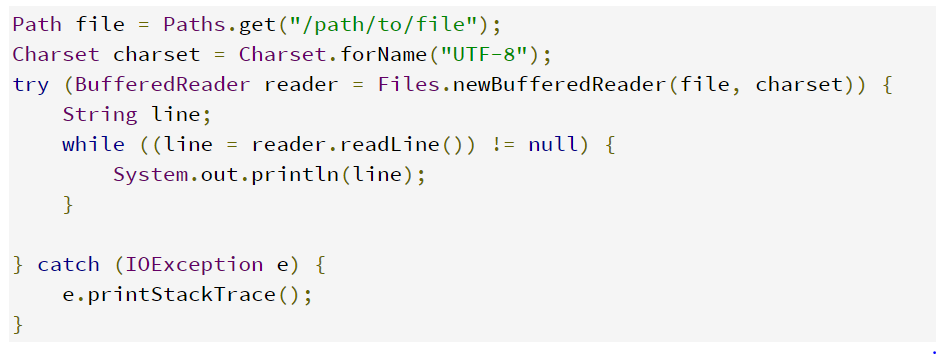 Path file = Paths.get("/path/to/file");
Charset charset = Charset.forName("UTF-8");
try (BufferedReader reader = Files.newBufferedReader(file, charset)) {
    String line;
    while ((line = reader.readLine()) != null) {
        System.out.println(line);
    }

} catch (IOException e) {
    e.printStackTrace();
}
.